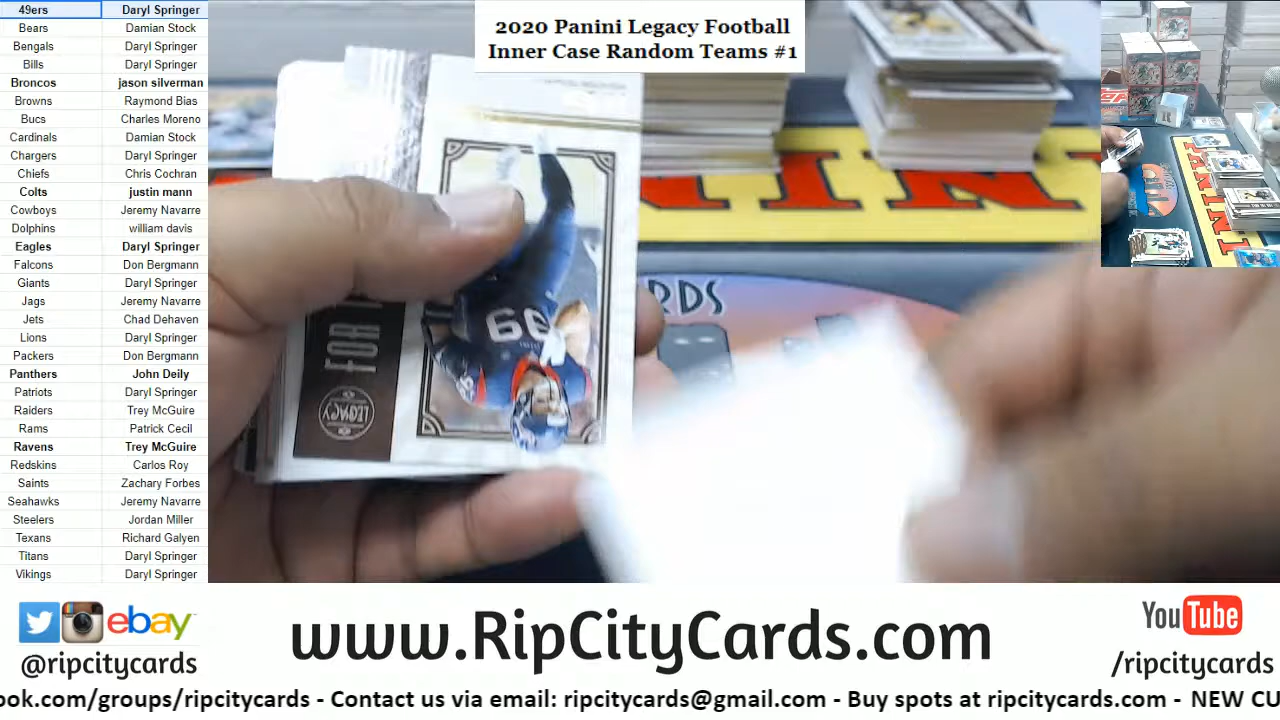 2020 Panini Legacy Football
Inner Case Random Teams #1
49ers Daryl Springer
Bears Damian Stock
Bengals Daryl Springer
Bills Daryl Springer
Broncos jason silverman
Browns Raymond Bias
Bucs Charles Moreno
Cardinals Damian Stock
Chargers Daryl Springer
Chiefs Chris Cochran
Colts justin mann
Cowboys Jeremy Navarre
Dolphins william davis
Eagles Daryl Springer
Falcons Don Bergmann
Giants Daryl Springer
Jags Jeremy Navarre
Jets Chad Dehaven
Lions Daryl Springer
Packers Don Bergmann
Panthers John Deily
Patriots Daryl Springer
Raiders Trey McGuire
Rams Patrick Cecil
Ravens Trey McGuire
Redskins Carlos Roy
Saints Zachary Forbes
Seahawks Jeremy Navarre
Steelers Jordan Miller
Texans Richard Galyen
Titans Daryl Springer
Vikings Daryl Springer
FOR
LEGACY
99
NIN
RDS
ebay
@ripcitycards
www.RipCityCards.com
YouTube
/ripcitycards
ook.com/groups/ripcitycards - Contact us via email: ripcitycards@gmail.com - Buy spots at ripcitycards.com - NEW CU